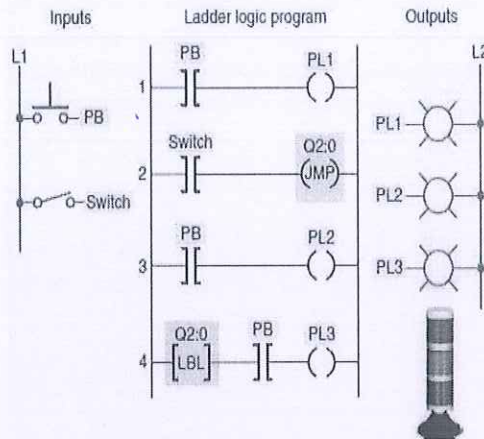 Inputs Ladder logic program Outputs
L1 L2
PB PL1
1
PB
PL1
Switch Q2:0
2 JMP
Switch
PL2
PB PL2
3
PL3
Q2:0 PB PL3
4 LBL